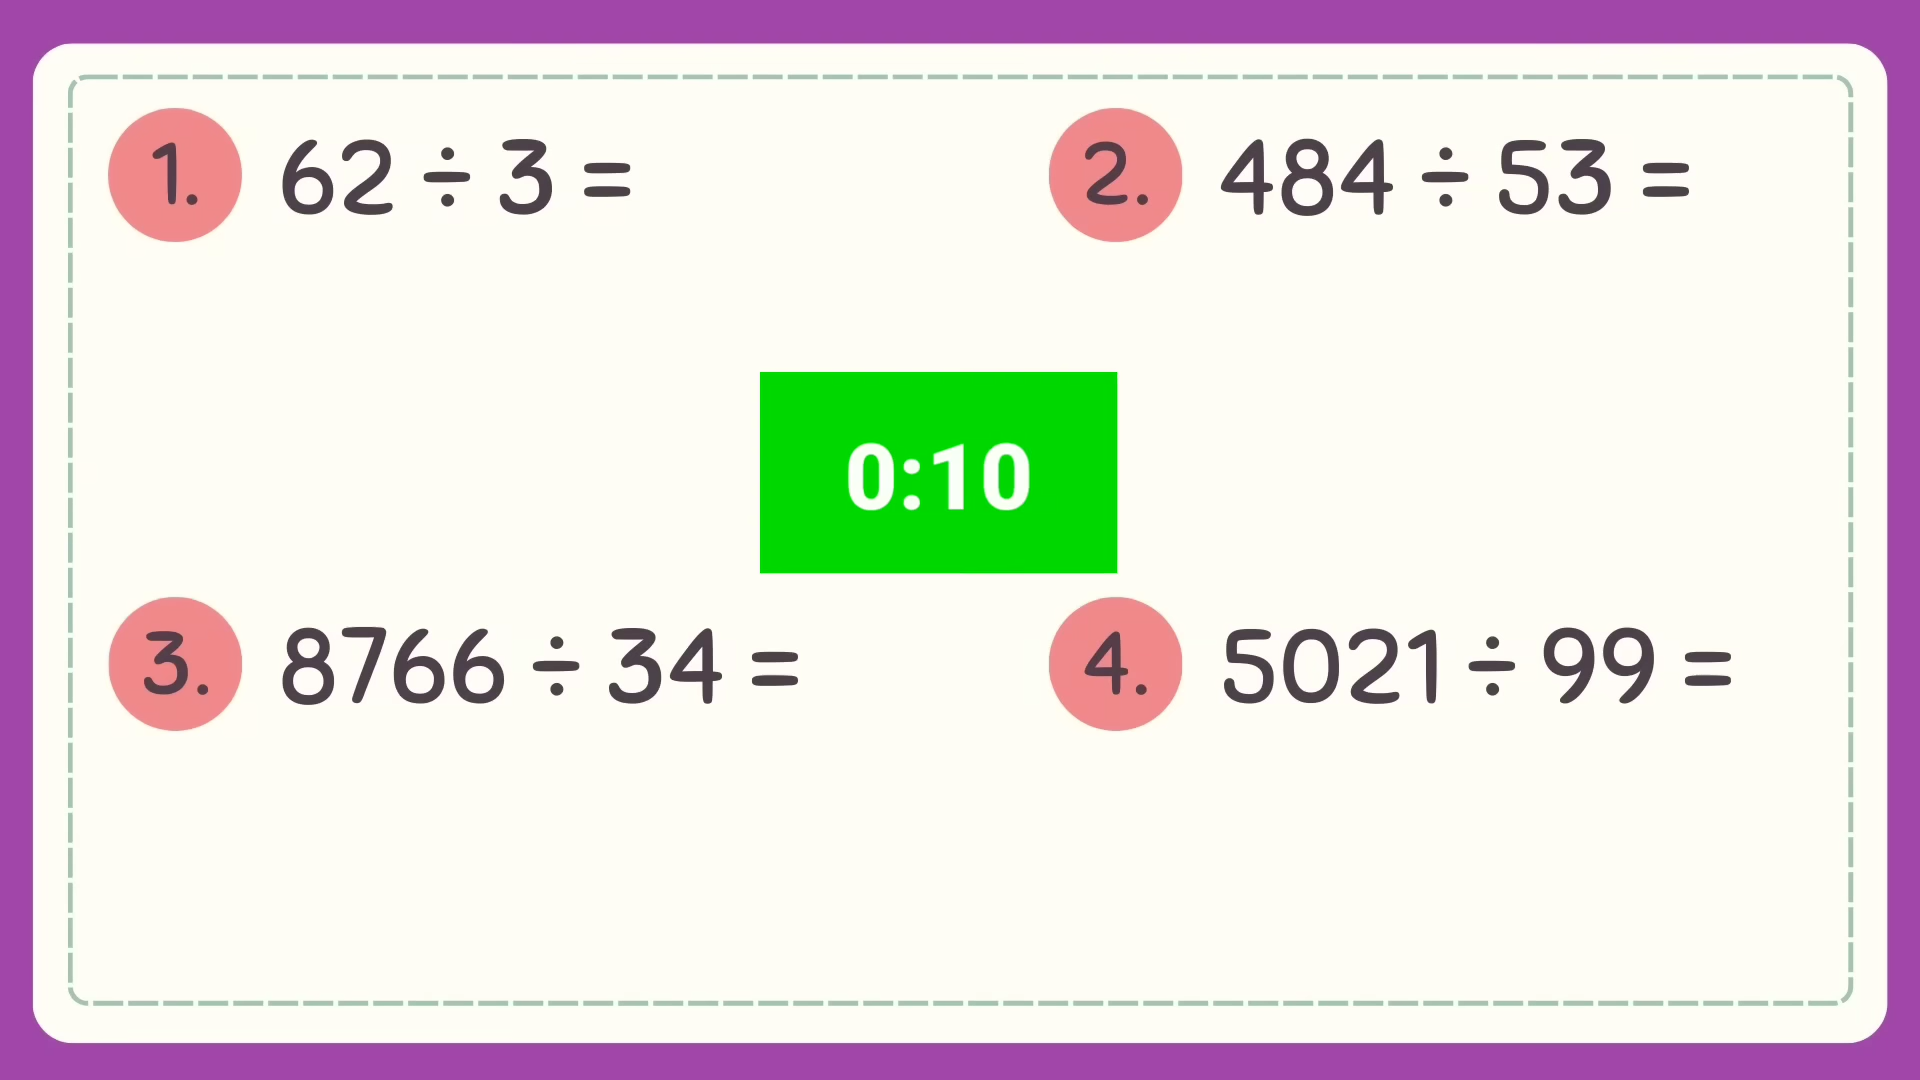 1. 62 ÷ 3 =
2. 484 ÷ 53 =
0:10
3. 8766 ÷ 34 =
4. 5021 ÷ 99 =